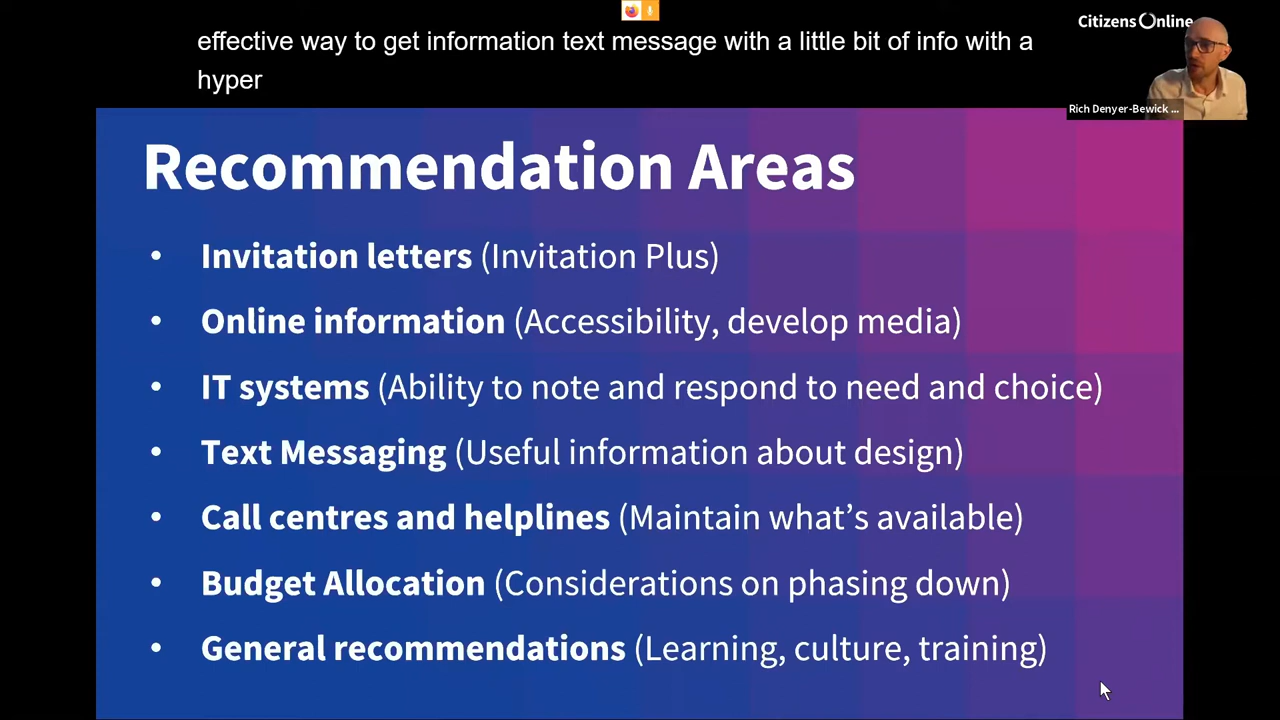 effective way to get information text message with a little bit of info with a
hyper
Citizens Online
Rich Denyer-Bewick ...
Recommendation Areas
• Invitation letters (Invitation Plus)
• Online information (Accessibility, develop media)
• IT systems (Ability to note and respond to need and choice)
• Text Messaging (Useful information about design)
• Call centres and helplines (Maintain what’s available)
• Budget Allocation (Considerations on phasing down)
• General recommendations (Learning, culture, training)